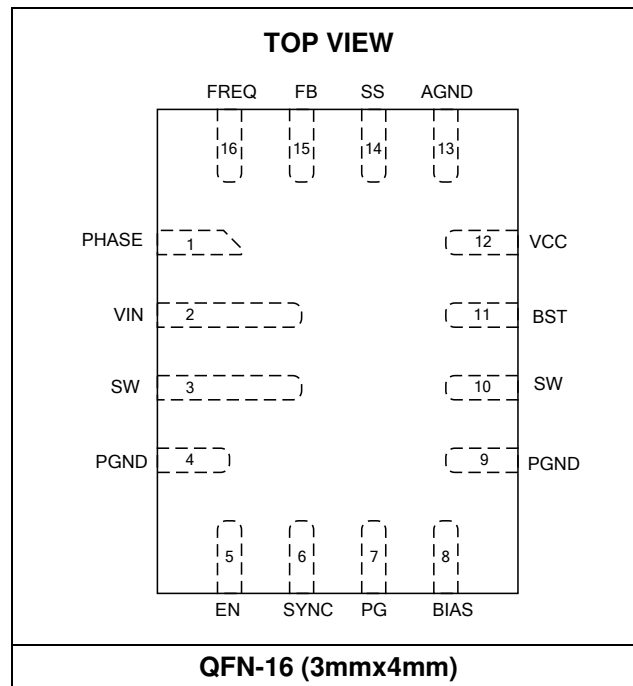 TOP VIEW
FREQ FB SS AGND
16 15 14 13
PHASE 1 12 VCC
VIN 2 11 BST
SW 3 10 SW
PGND 4 9 PGND
5 6 7 8
EN SYNC PG BIAS
QFN-16 (3mmx4mm)